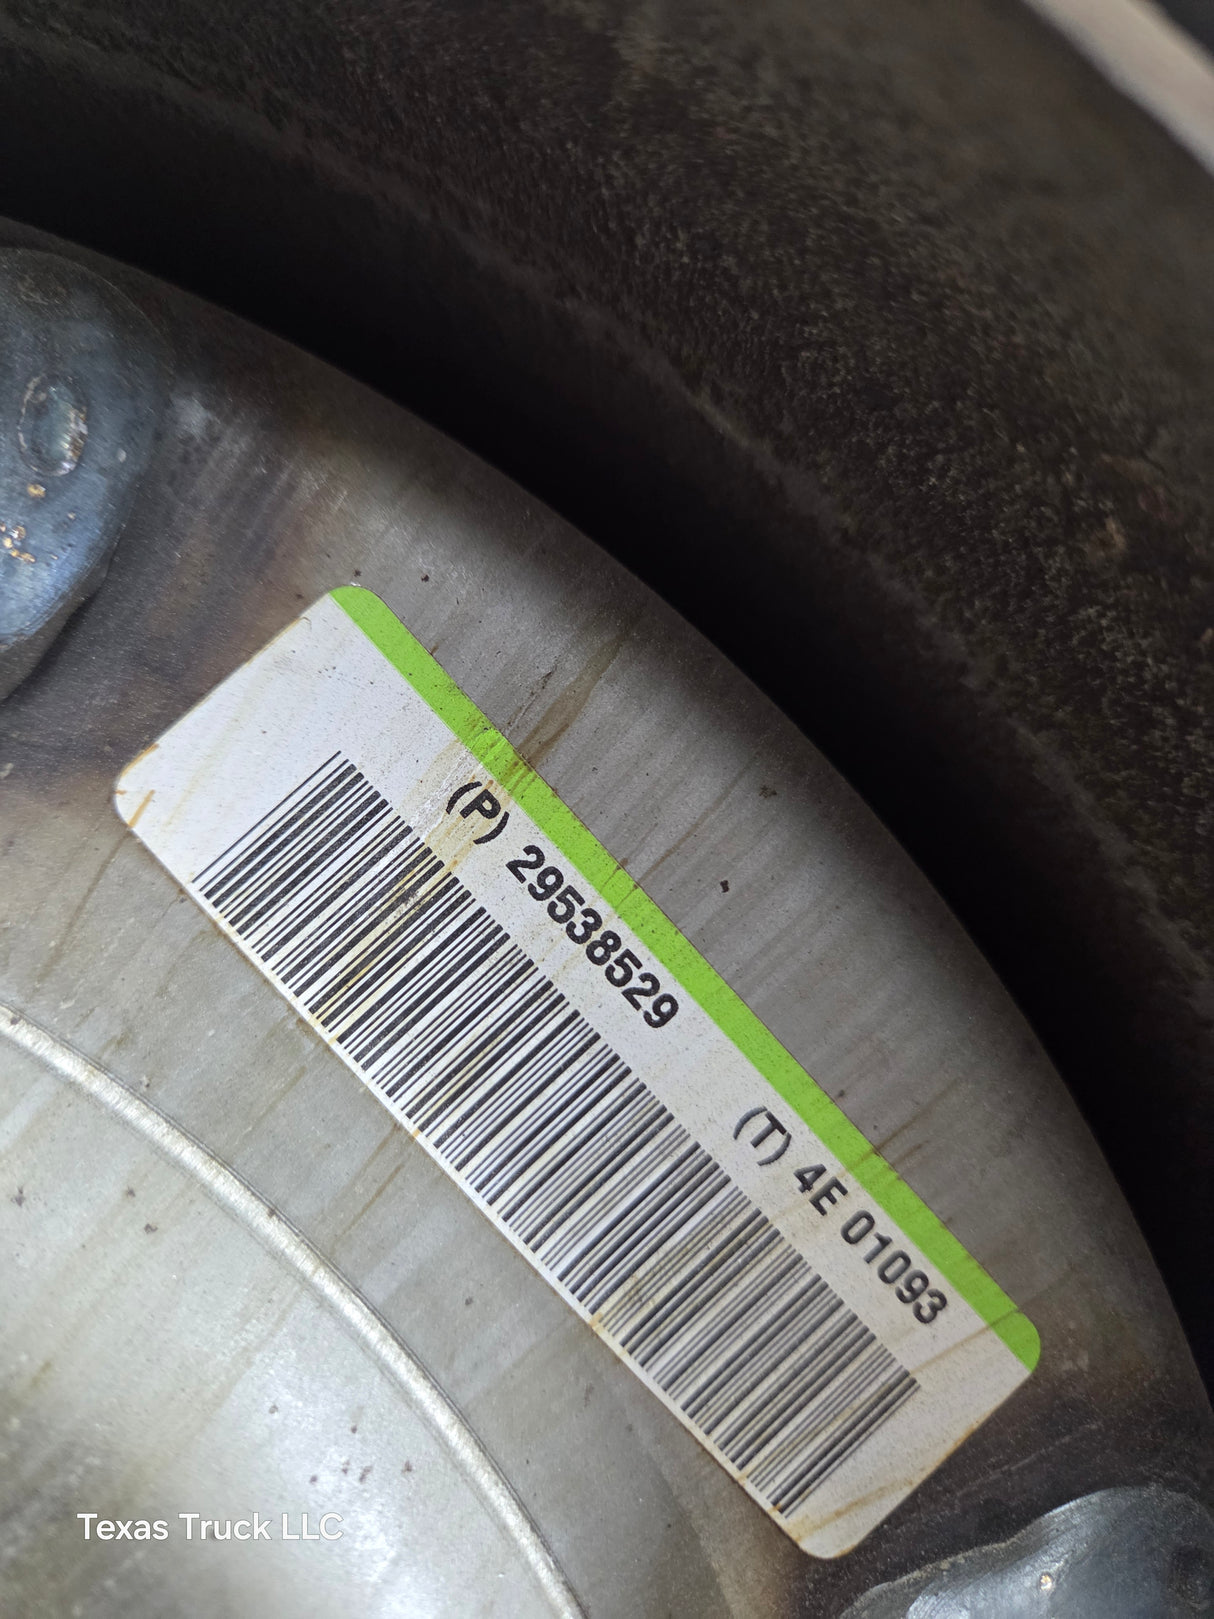 (P) 29538529 (T) 4E 01093
Texas Truck LLC